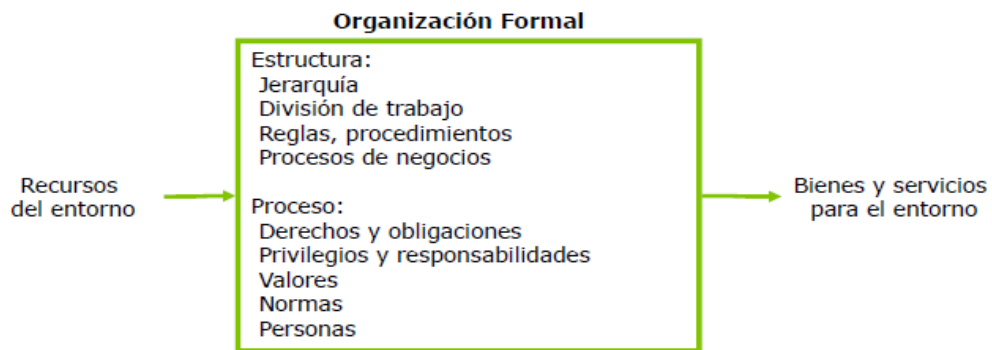 Organización Formal
Estructura:
Jerarquía
División de trabajo
Reglas, procedimientos
Procesos de negocios
Recursos
del entorno
Proceso:
Derechos y obligaciones
Privilegios y responsabilidades
Valores
Normas
Personas
Bienes y servicios
para el entorno